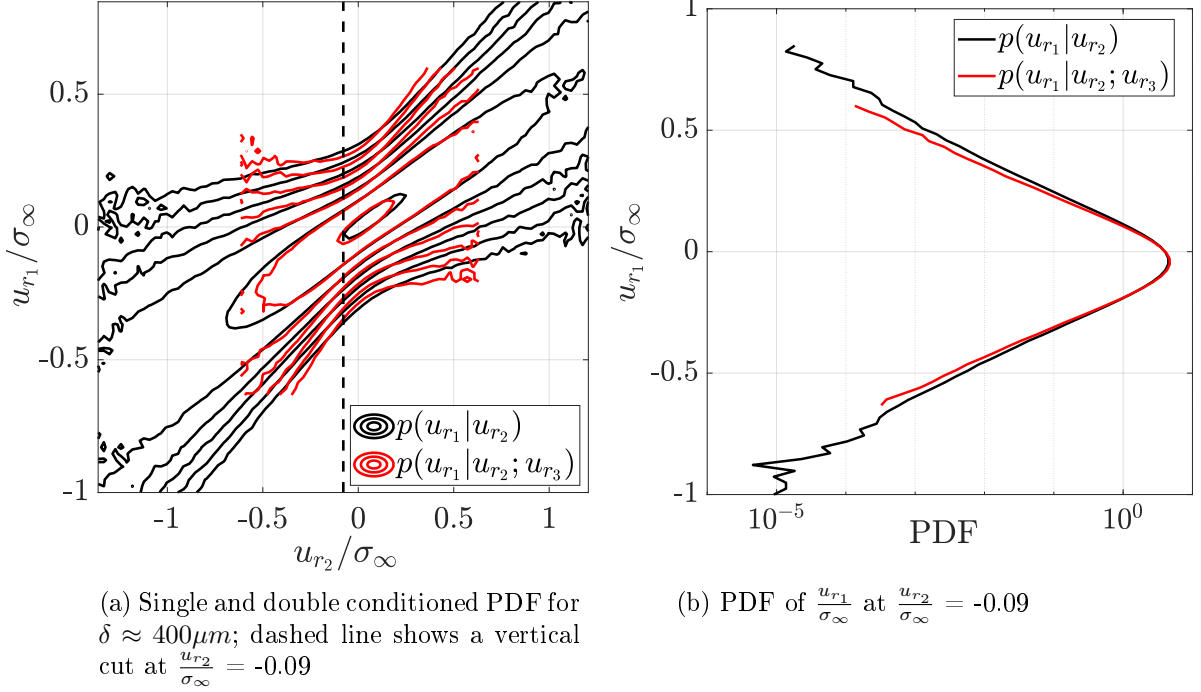 0.5
0
-0.5
-1
-1 -0.5 0 0.5 1
u_{r_1}/σ_∞
u_{r_2}/σ_∞
p(u_{r_1}|u_{r_2})
p(u_{r_1}|u_{r_2}; u_{r_3})
(a) Single and double conditioned PDF for
δ ≈ 400μm; dashed line shows a vertical
cut at \frac{u_{r_2}}{σ_∞} = -0.09
1
0.5
0
-0.5
-1
10^{-5} 10^0
u_{r_1}/σ_∞
PDF
p(u_{r_1}|u_{r_2})
p(u_{r_1}|u_{r_2}; u_{r_3})
(b) PDF of \frac{u_{r_1}}{σ_∞} at \frac{u_{r_2}}{σ_∞} = -0.09